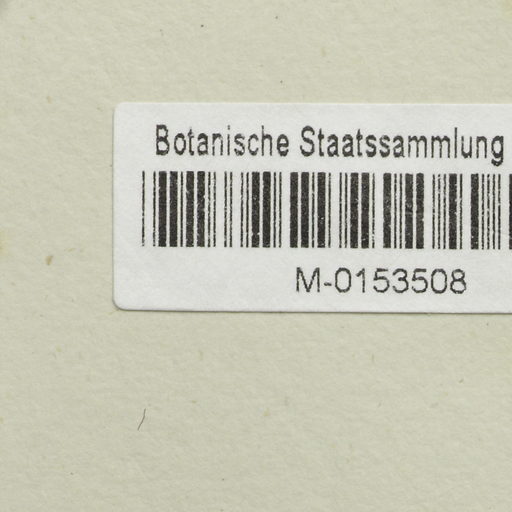 Botanische Staatssammlung
M-0153508